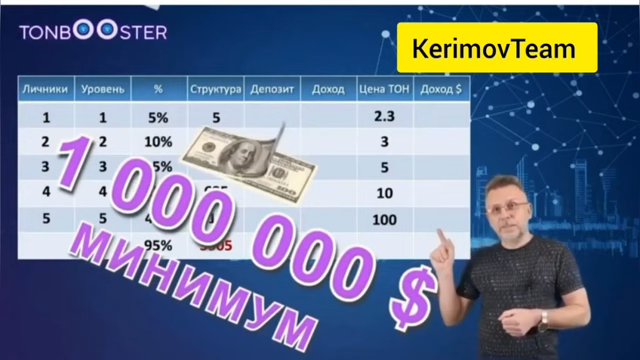 TONBOOSTER
KerimovTeam
Личники Уровень % Структура Депозит Доход Цена ТОН Доход $
1 1 5% 5 2.3
2 2 10% 3
3 3 5% 5
4 4 10
5 5 100
95%
1 000 000 $
МИНИМУМ